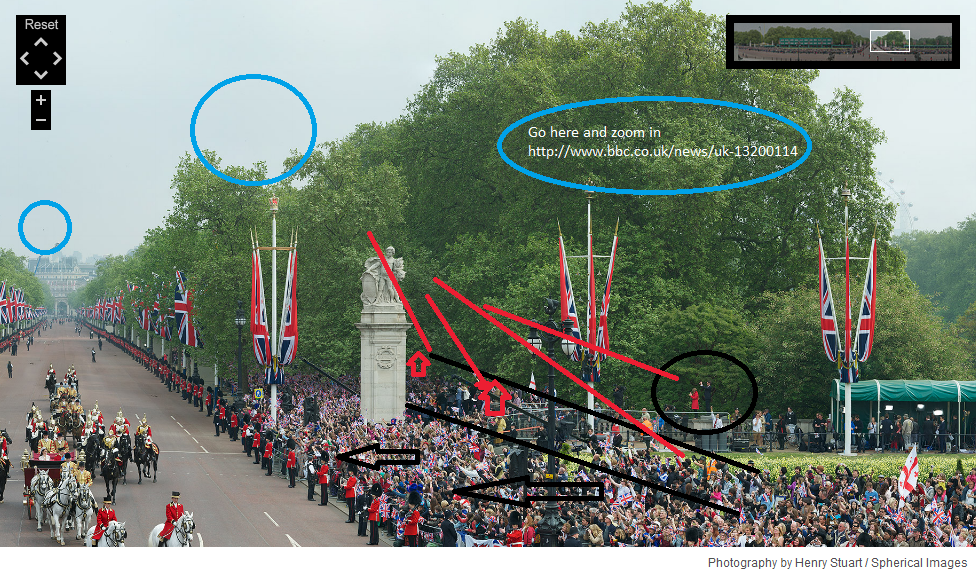 Reset
+
−
Go here and zoom in
http://www.bbc.co.uk/news/uk-13200114
Photography by Henry Stuart / Spherical Images